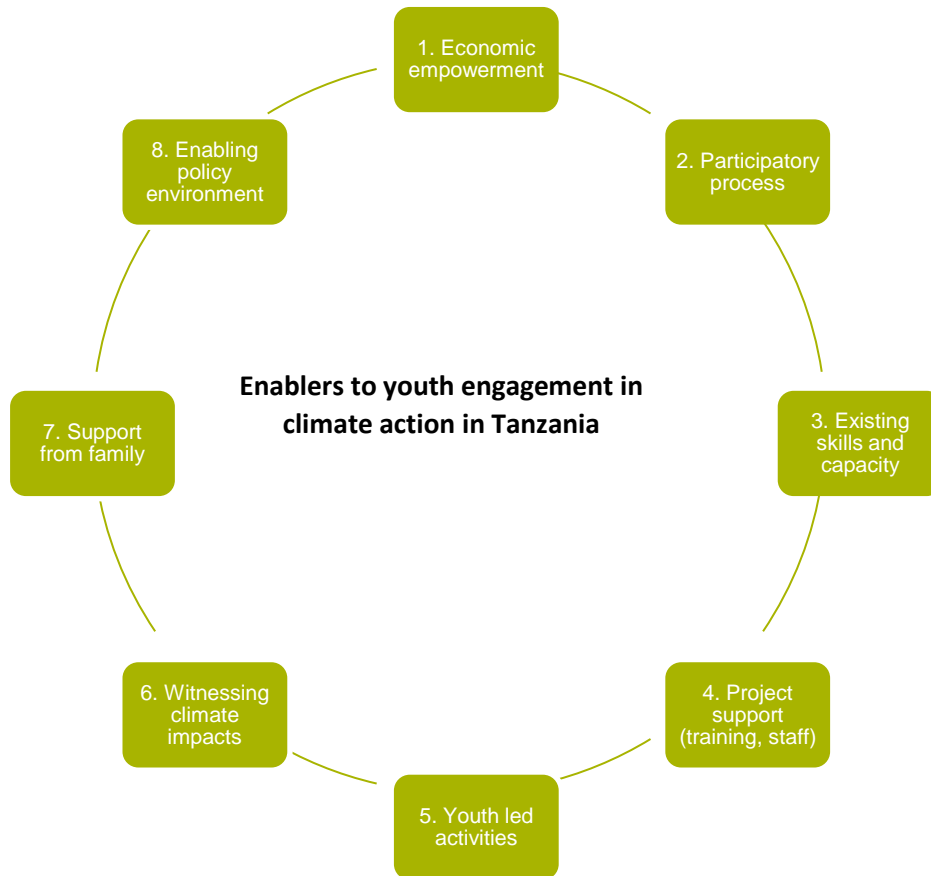 1. Economic
empowerment
2. Participatory
process
3. Existing
skills and
capacity
4. Project
support
(training, staff)
5. Youth led
activities
6. Witnessing
climate
impacts
7. Support
from family
8. Enabling
policy
environment
Enablers to youth engagement in
climate action in Tanzania